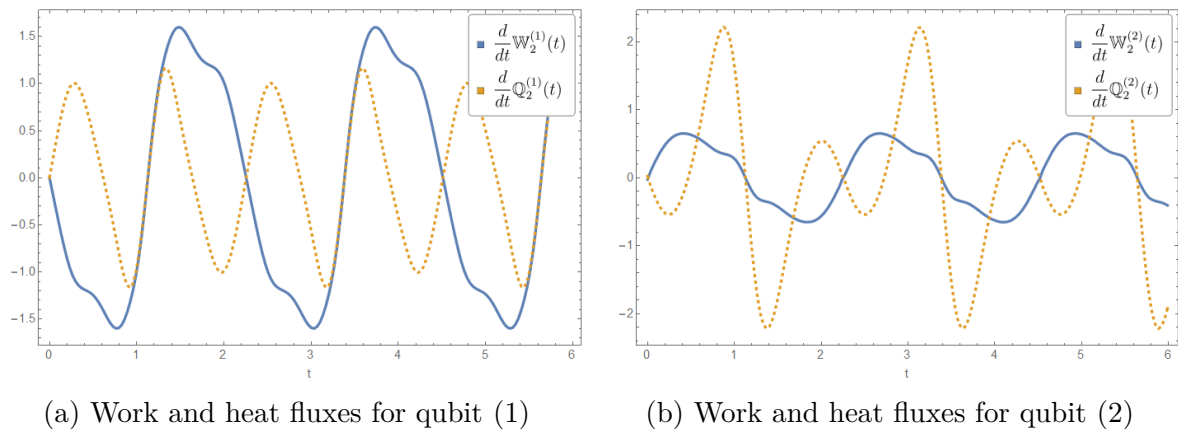 1.5
1.0
0.5
0.0
-0.5
-1.0
-1.5
0 1 2 3 4 5 6
t
d/dt 𝕎₂⁽¹⁾(t)
d/dt ℚ₂⁽¹⁾(t)
(a) Work and heat fluxes for qubit (1)
2
1
0
-1
-2
0 1 2 3 4 5 6
t
d/dt 𝕎₂⁽²⁾(t)
d/dt ℚ₂⁽²⁾(t)
(b) Work and heat fluxes for qubit (2)